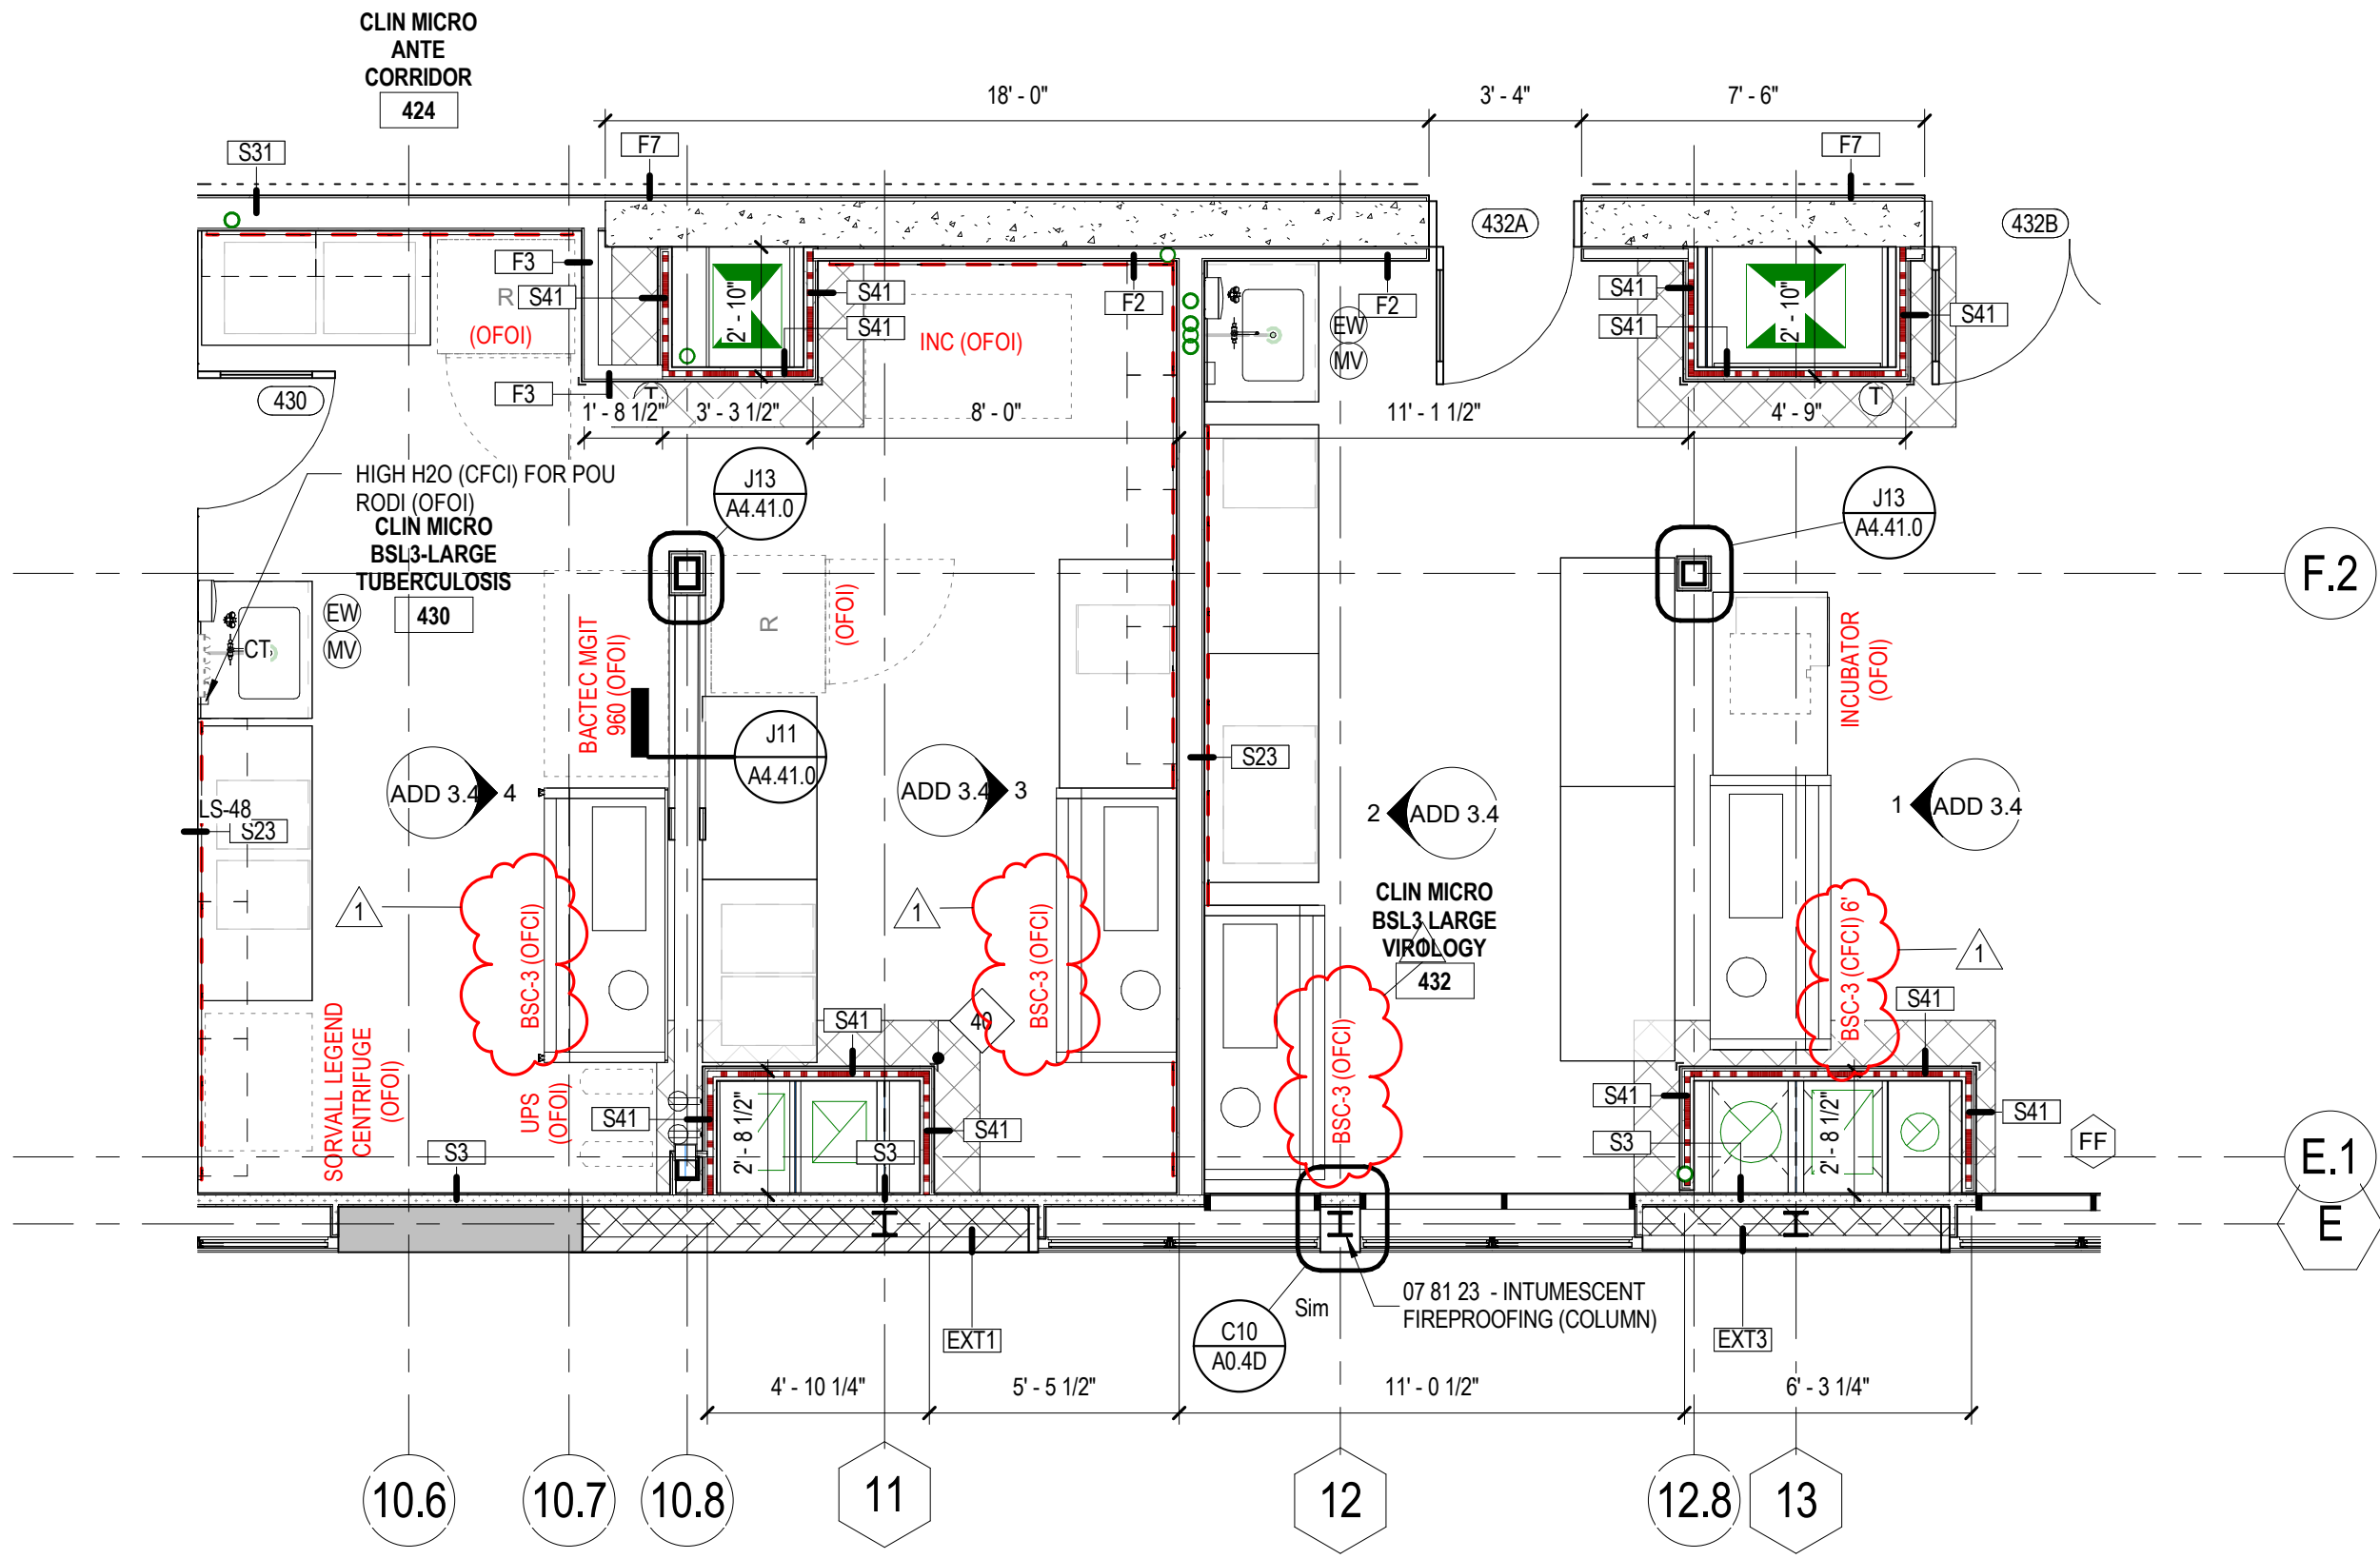 CLIN MICRO
ANTE
CORRIDOR
424
18' - 0"
3' - 4"
7' - 6"
S31
F7
F7
432A
432B
F3
R
S41
(OFOI)
2' - 10"
S41
S41
INC (OFOI)
F2
F2
EW
MV
S41
S41
2' - 10"
S41
430
F3
T
T
1' - 8 1/2"
3' - 3 1/2"
8' - 0"
11' - 1 1/2"
4' - 9"
HIGH H2O (CFCI) FOR POU
RODI (OFOI)
CLIN MICRO
BSL3-LARGE
TUBERCULOSIS
430
J13
A4.41.0
J13
A4.41.0
F.2
EW
MV
CT
BACTEC MGIT
960 (OFOI)
R
(OFOI)
INCUBATOR
(OFOI)
J11
A4.41.0
S23
ADD 3.4
4
ADD 3.4
3
2
ADD 3.4
1
ADD 3.4
LS-48
S23
1
BSC-3 (OFCI)
1
BSC-3 (OFCI)
CLIN MICRO
BSL3 LARGE
VIROLOGY
432
1
BSC-3 (OFCI)
BSC-3 (CFCI) 6'
1
SORVALL LEGEND
CENTRIFUGE
(OFOI)
UPS
(OFOI)
S41
40
S41
S41
2' - 8 1/2"
S41
S3
S3
S41
S3
2' - 8 1/2"
S41
FF
E.1
E
07 81 23 - INTUMESCENT
FIREPROOFING (COLUMN)
Sim
C10
A0.4D
EXT1
EXT3
4' - 10 1/4"
5' - 5 1/2"
11' - 0 1/2"
6' - 3 1/4"
10.6
10.7
10.8
11
12
12.8
13